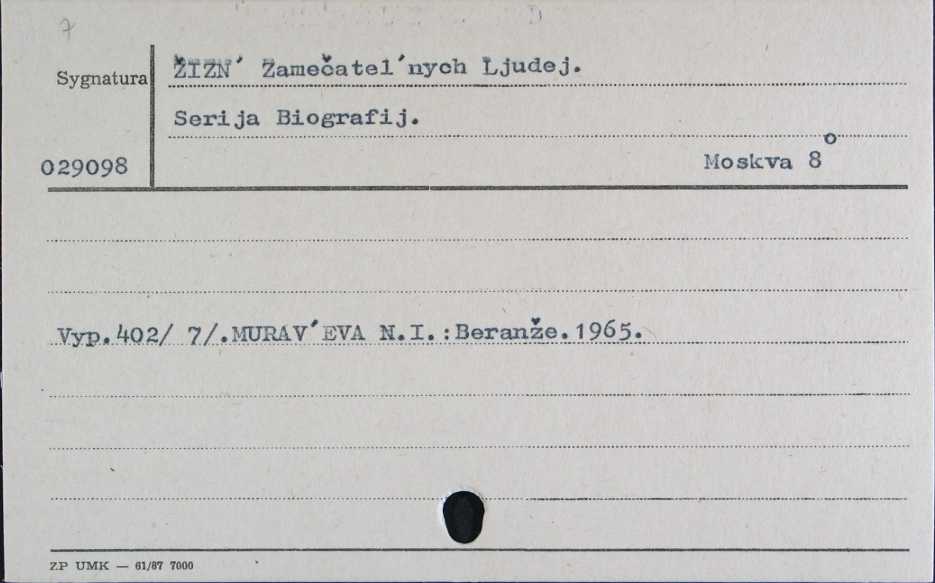 7
Sygnatura
ŽIZN´ Zamečatel´nych Ljudej.
Serija Biografij.
029098
Moskva 8°
Vyp.402/ 7/.MURAV´EVA N.I.:Beranže.1965.
ZP UMK — 61/87 7000